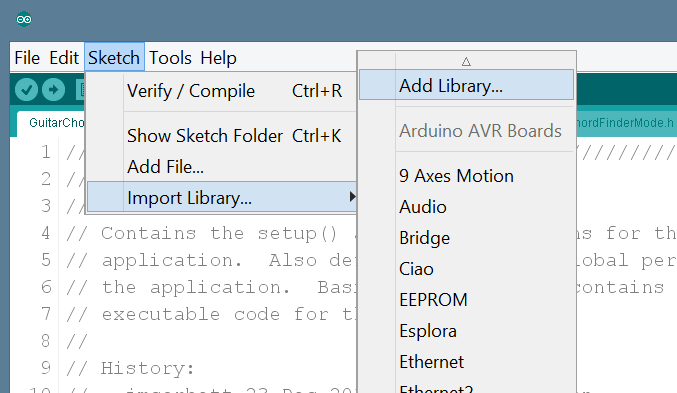 File Edit Sketch Tools Help
Verify / Compile Ctrl+R
Show Sketch Folder Ctrl+K
Add File...
Import Library...
Add Library...
Arduino AVR Boards
9 Axes Motion
Audio
Bridge
Ciao
EEPROM
Esplora
Ethernet
Ethernet2
GuitarCho
hordFinderMode.h
1 //
2 //
3 //
4 // Contains the setup() for th
5 // application. Also de lobal per
6 // the application. Basi contains
7 // executable code for th
8 //
9 // History:
10 //